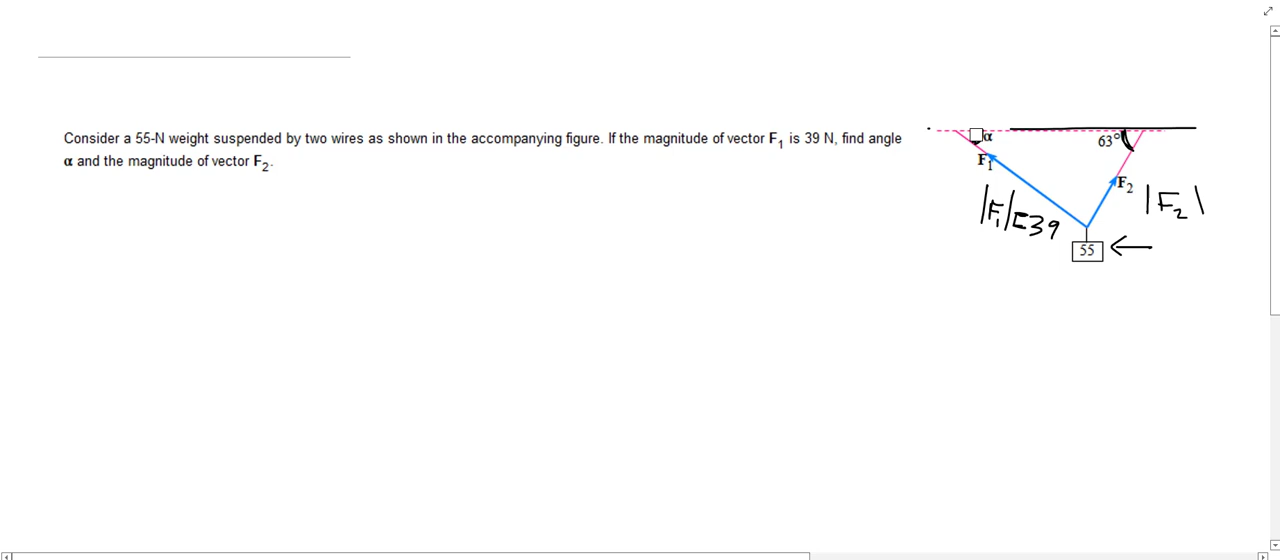 Consider a 55-N weight suspended by two wires as shown in the accompanying figure. If the magnitude of vector F₁ is 39 N, find angle
α and the magnitude of vector F₂.
α
63°
F₁
F₂
|F₁|=39
|F₂|
55